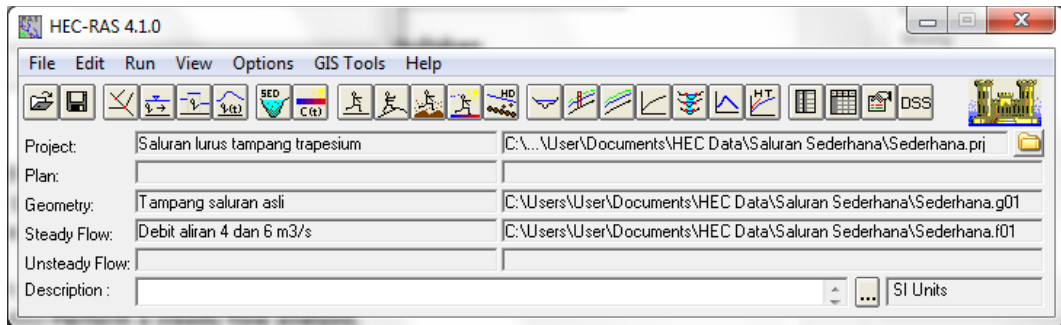 HEC-RAS 4.1.0
File Edit Run View Options GIS Tools Help
SED C(t) HD HT DSS
Project: Saluran lurus tampang trapesium C:\...\User\Documents\HEC Data\Saluran Sederhana\Sederhana.prj
Plan:
Geometry: Tampang saluran asli C:\Users\User\Documents\HEC Data\Saluran Sederhana\Sederhana.g01
Steady Flow: Debit aliran 4 dan 6 m3/s C:\Users\User\Documents\HEC Data\Saluran Sederhana\Sederhana.f01
Unsteady Flow:
Description : ... SI Units